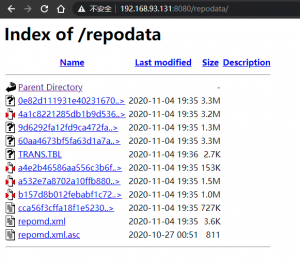 不安全 | 192.168.93.131:8080/repodata/
Index of /repodata
Name Last modified Size Description
Parent Directory -
0e82d111931e40231670..> 2020-11-04 19:35 3.3M
4a1c8221285db1b9d536..> 2020-11-04 19:35 3.2M
9d6292fa12fd9ca472fa..> 2020-11-04 19:35 1.3M
60aa4673bf5fa63d1a7a..> 2020-11-04 19:35 3.3M
TRANS.TBL 2020-11-04 19:36 2.7K
a4e2b46586aa556c3b6f..> 2020-11-04 19:35 153K
a532e7a8702a10ffb880..> 2020-11-04 19:35 1.5M
b157d8b012febabf1c72..> 2020-11-04 19:35 1.0M
cca56f3cffa18f1e5230..> 2020-11-04 19:35 727K
repomd.xml 2020-11-04 19:35 3.6K
repomd.xml.asc 2020-10-27 00:51 811